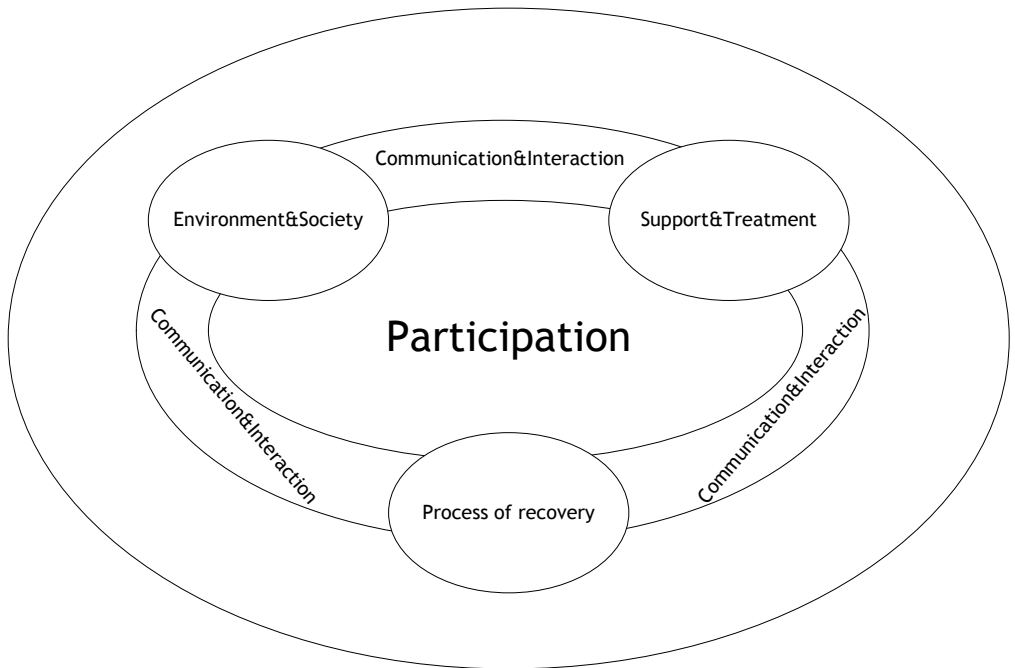 Communication&Interaction
Environment&Society
Support&Treatment
Participation
Communication&Interaction
Communication&Interaction
Process of recovery